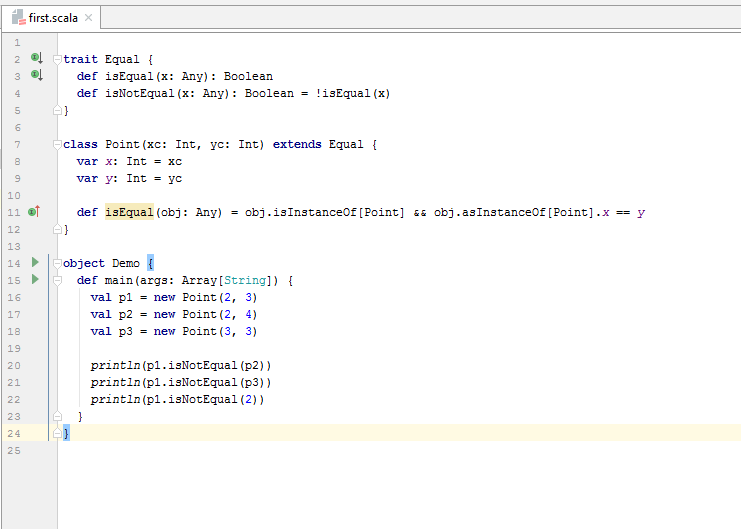 first.scala
1
2 trait Equal {
3   def isEqual(x: Any): Boolean
4   def isNotEqual(x: Any): Boolean = !isEqual(x)
5 }
6
7 class Point(xc: Int, yc: Int) extends Equal {
8   var x: Int = xc
9   var y: Int = yc
10
11   def isEqual(obj: Any) = obj.isInstanceOf[Point] && obj.asInstanceOf[Point].x == y
12 }
13
14 object Demo {
15   def main(args: Array[String]) {
16     val p1 = new Point(2, 3)
17     val p2 = new Point(2, 4)
18     val p3 = new Point(3, 3)
19
20     println(p1.isNotEqual(p2))
21     println(p1.isNotEqual(p3))
22     println(p1.isNotEqual(2))
23   }
24 }
25